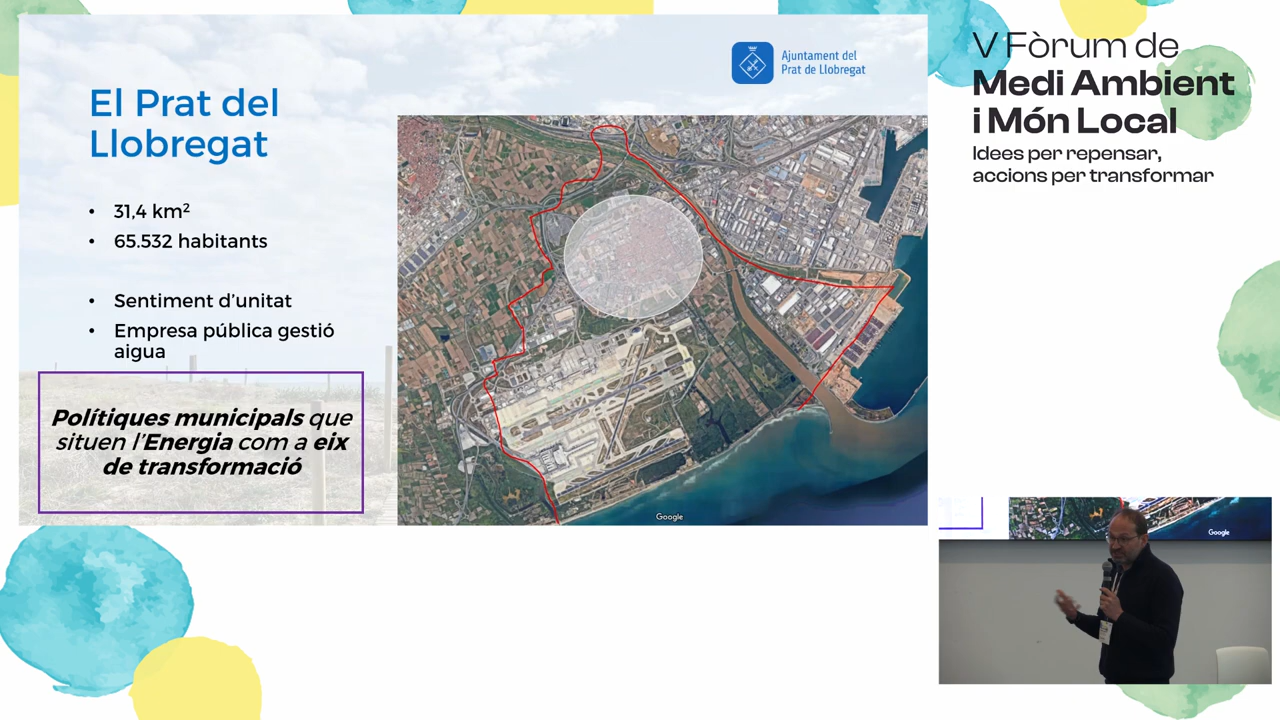 El Prat del
Llobregat
• 31,4 km²
• 65.532 habitants
• Sentiment d'unitat
• Empresa pública gestió
aigua
Polítiques municipals que
situen l'Energia com a eix
de transformació
Ajuntament del
Prat de Llobregat
Google
V Fòrum de
Medi Ambient
i Món Local
Idees per repensar,
accions per transformar
Google